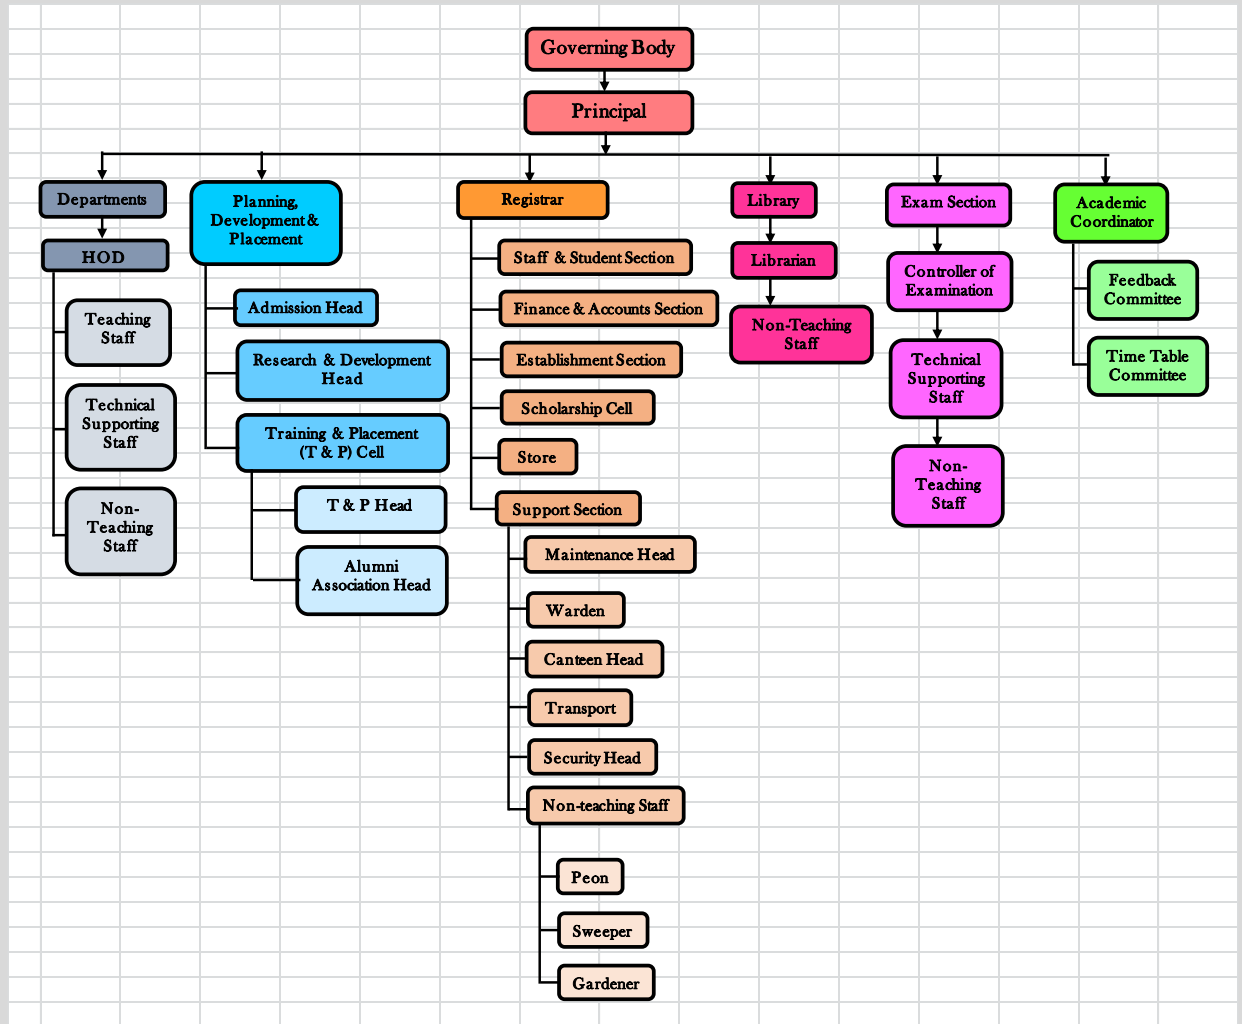 Governing Body
Principal
Departments
HOD
Teaching
Staff
Technical
Supporting
Staff
Non-
Teaching
Staff
Planning,
Development &
Placement
Admission Head
Research & Development
Head
Training & Placement
(T & P) Cell
T & P Head
Alumni
Association Head
Registrar
Staff & Student Section
Finance & Accounts Section
Establishment Section
Scholarship Cell
Store
Support Section
Maintenance Head
Warden
Canteen Head
Transport
Security Head
Non-teaching Staff
Peon
Sweeper
Gardener
Library
Librarian
Non-Teaching
Staff
Exam Section
Controller of
Examination
Technical
Supporting
Staff
Non-
Teaching
Staff
Academic
Coordinator
Feedback
Committee
Time Table
Committee